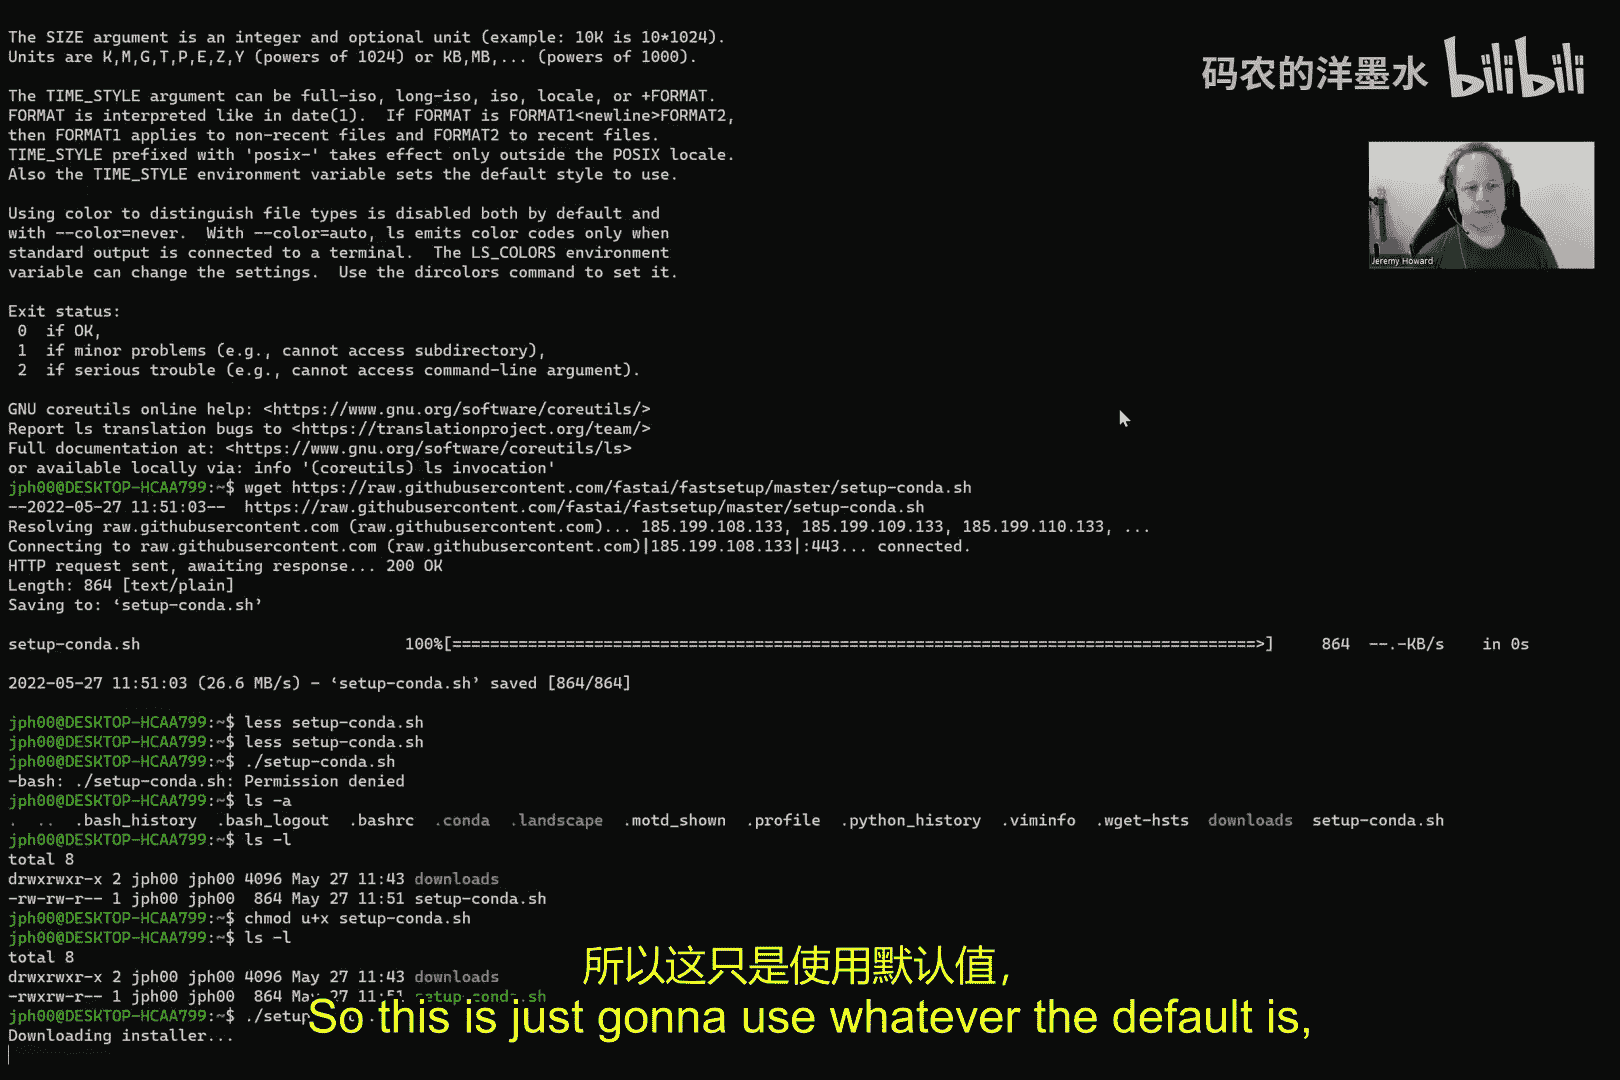 The SIZE argument is an integer and optional unit (example: 10K is 10*1024).
Units are K,M,G,T,P,E,Z,Y (powers of 1024) or KB,MB,... (powers of 1000).
The TIME_STYLE argument can be full-iso, long-iso, iso, locale, or +FORMAT.
FORMAT is interpreted like in date(1).  If FORMAT is FORMAT1<newline>FORMAT2,
then FORMAT1 applies to non-recent files and FORMAT2 to recent files.
TIME_STYLE prefixed with 'posix-' takes effect only outside the POSIX locale.
Also the TIME_STYLE environment variable sets the default style to use.
Using color to distinguish file types is disabled both by default and
with --color=never.  With --color=auto, ls emits color codes only when
standard output is connected to a terminal.  The LS_COLORS environment
variable can change the settings.  Use the dircolors command to set it.
Exit status:
0  if OK,
1  if minor problems (e.g., cannot access subdirectory),
2  if serious trouble (e.g., cannot access command-line argument).
GNU coreutils online help: <https://www.gnu.org/software/coreutils/>
Report ls translation bugs to <https://translationproject.org/team/>
Full documentation at: <https://www.gnu.org/software/coreutils/ls>
or available locally via: info '(coreutils) ls invocation'
jph00@DESKTOP-HCAA799:~$ wget https://raw.githubusercontent.com/fastai/fastsetup/master/setup-conda.sh
--2022-05-27 11:51:03--  https://raw.githubusercontent.com/fastai/fastsetup/master/setup-conda.sh
Resolving raw.githubusercontent.com (raw.githubusercontent.com)... 185.199.108.133, 185.199.109.133, 185.199.110.133, ...
Connecting to raw.githubusercontent.com (raw.githubusercontent.com)|185.199.108.133|:443... connected.
HTTP request sent, awaiting response... 200 OK
Length: 864 [text/plain]
Saving to: ‘setup-conda.sh’
setup-conda.sh 100%[=====================================================================================>] 864 --.-KB/s in 0s
2022-05-27 11:51:03 (26.6 MB/s) - ‘setup-conda.sh’ saved [864/864]
jph00@DESKTOP-HCAA799:~$ less setup-conda.sh
jph00@DESKTOP-HCAA799:~$ less setup-conda.sh
jph00@DESKTOP-HCAA799:~$ ./setup-conda.sh
-bash: ./setup-conda.sh: Permission denied
jph00@DESKTOP-HCAA799:~$ ls -a
.  ..  .bash_history  .bash_logout  .bashrc  .conda  .landscape  .motd_shown  .profile  .python_history  .viminfo  .wget-hsts  downloads  setup-conda.sh
jph00@DESKTOP-HCAA799:~$ ls -l
total 8
drwxrwxr-x 2 jph00 jph00 4096 May 27 11:43 downloads
-rw-rw-r-- 1 jph00 jph00  864 May 27 11:51 setup-conda.sh
jph00@DESKTOP-HCAA799:~$ chmod u+x setup-conda.sh
jph00@DESKTOP-HCAA799:~$ ls -l
total 8
drwxrwxr-x 2 jph00 jph00 4096 May 27 11:43 downloads
-rwxrw-r-- 1 jph00 jph00  864 May 27 11:51 setup-conda.sh
jph00@DESKTOP-HCAA799:~$ ./setup
Downloading installer...
码农的洋墨水 bilibili
Jeremy Howard
所以这只是使用默认值，
So this is just gonna use whatever the default is,